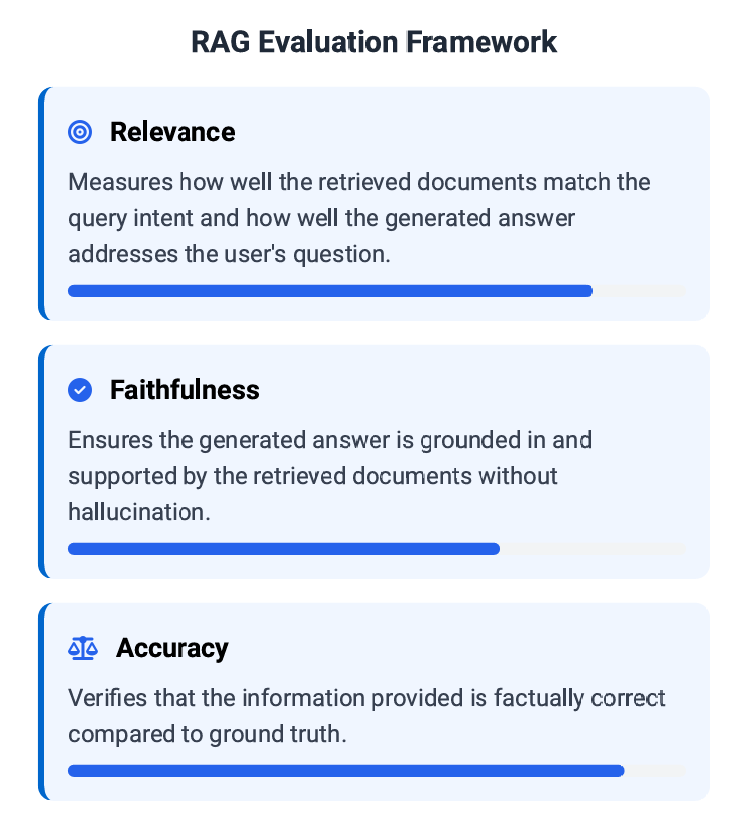 RAG Evaluation Framework
Relevance
Measures how well the retrieved documents match the
query intent and how well the generated answer
addresses the user's question.
Faithfulness
Ensures the generated answer is grounded in and
supported by the retrieved documents without
hallucination.
Accuracy
Verifies that the information provided is factually correct
compared to ground truth.